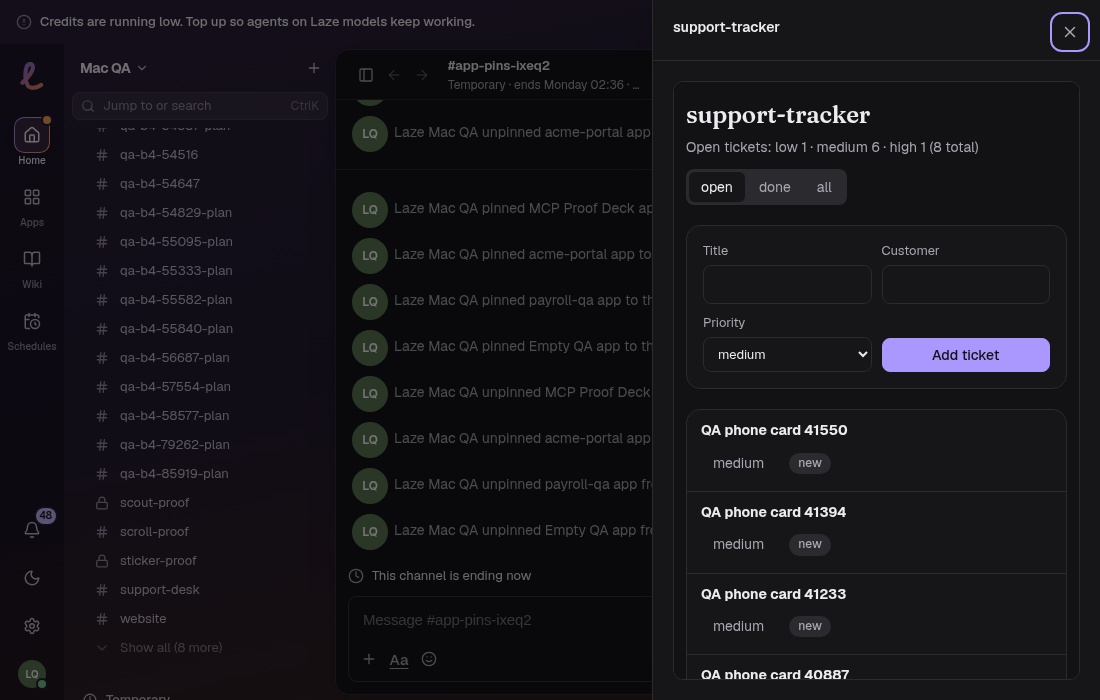 Credits are running low. Top up so agents on Laze models keep working.
Mac QA
Jump to or search
CtrlK
Home
Apps
Wiki
Schedules
48
LQ
# qa-b4-54516
# qa-b4-54647
# qa-b4-54829-plan
# qa-b4-55095-plan
# qa-b4-55333-plan
# qa-b4-55582-plan
# qa-b4-55840-plan
# qa-b4-56687-plan
# qa-b4-57554-plan
# qa-b4-58577-plan
# qa-b4-79262-plan
# qa-b4-85919-plan
scout-proof
# scroll-proof
sticker-proof
# support-desk
# website
Show all (8 more)
Temporary
#app-pins-ixeq2
Temporary · ends Monday 02:36 · …
LQ Laze Mac QA unpinned acme-portal app
LQ Laze Mac QA pinned MCP Proof Deck ap
LQ Laze Mac QA pinned acme-portal app to
LQ Laze Mac QA pinned payroll-qa app to th
LQ Laze Mac QA pinned Empty QA app to th
LQ Laze Mac QA unpinned MCP Proof Deck
LQ Laze Mac QA unpinned acme-portal app
LQ Laze Mac QA unpinned payroll-qa app fr
LQ Laze Mac QA unpinned Empty QA app fr
This channel is ending now
Message #app-pins-ixeq2
Aa
support-tracker
support-tracker
Open tickets: low 1 · medium 6 · high 1 (8 total)
open done all
Title Customer
Priority
medium
Add ticket
QA phone card 41550
medium new
QA phone card 41394
medium new
QA phone card 41233
medium new
QA phone card 40887